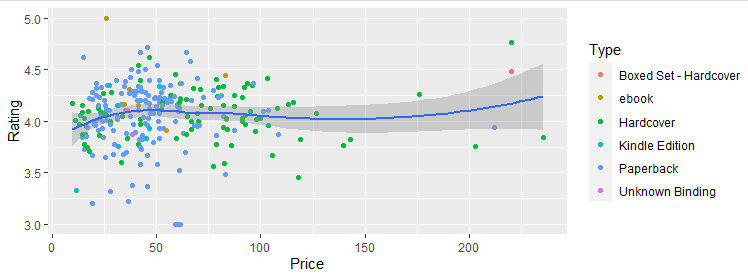 5.0
4.5
4.0
3.5
3.0
Rating
0
50
100
150
200
Price
Type
Boxed Set - Hardcover
ebook
Hardcover
Kindle Edition
Paperback
Unknown Binding